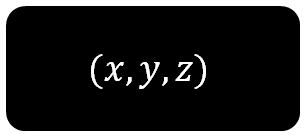 (x, y, z)